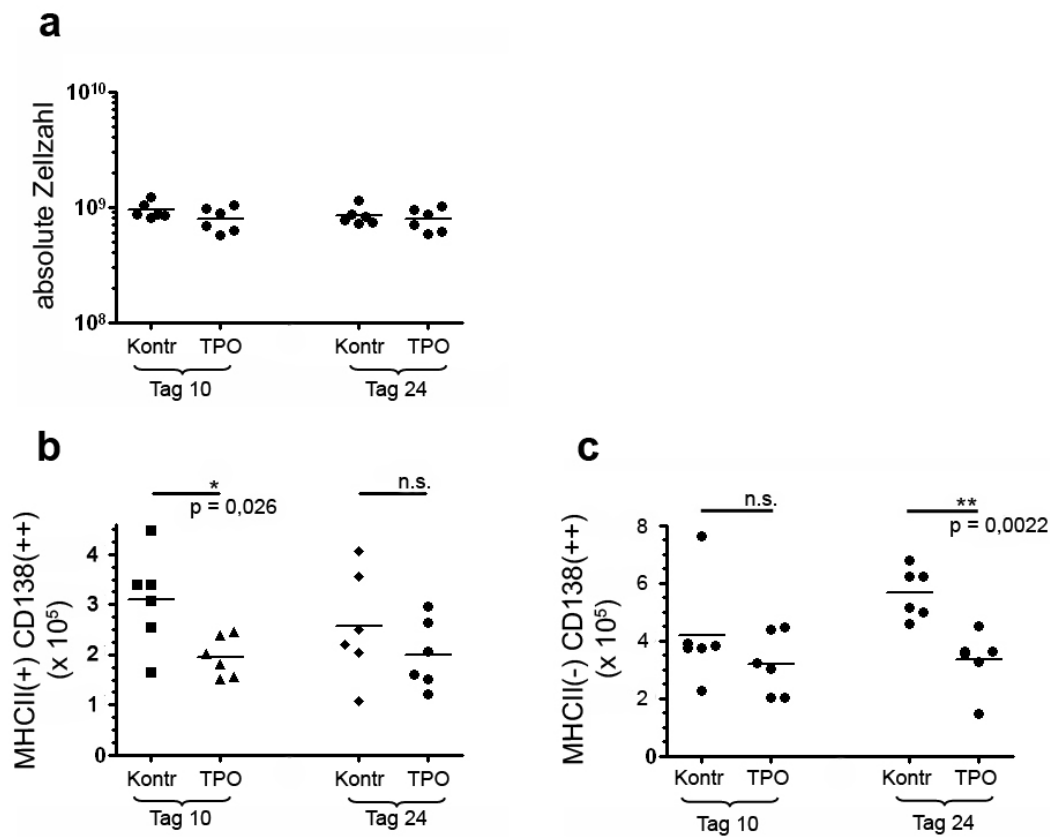 a
absolute Zellzahl
10^10
10^9
10^8
Kontr TPO Kontr TPO
Tag 10 Tag 24
b
MHCII(+) CD138(++)
(x 10^5)
* n.s.
p = 0,026
4
3
2
1
0
Kontr TPO Kontr TPO
Tag 10 Tag 24
c
MHCII(-) CD138(++)
(x 10^5)
n.s. **
p = 0,0022
8
6
4
2
0
Kontr TPO Kontr TPO
Tag 10 Tag 24